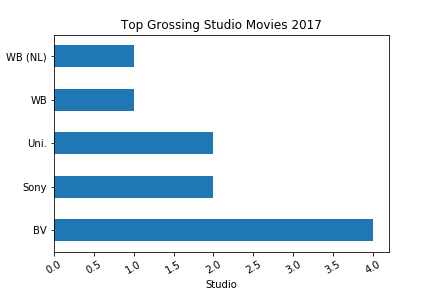 Top Grossing Studio Movies 2017
WB (NL)
WB
Uni.
Sony
BV
0.0 0.5 1.0 1.5 2.0 2.5 3.0 3.5 4.0
Studio